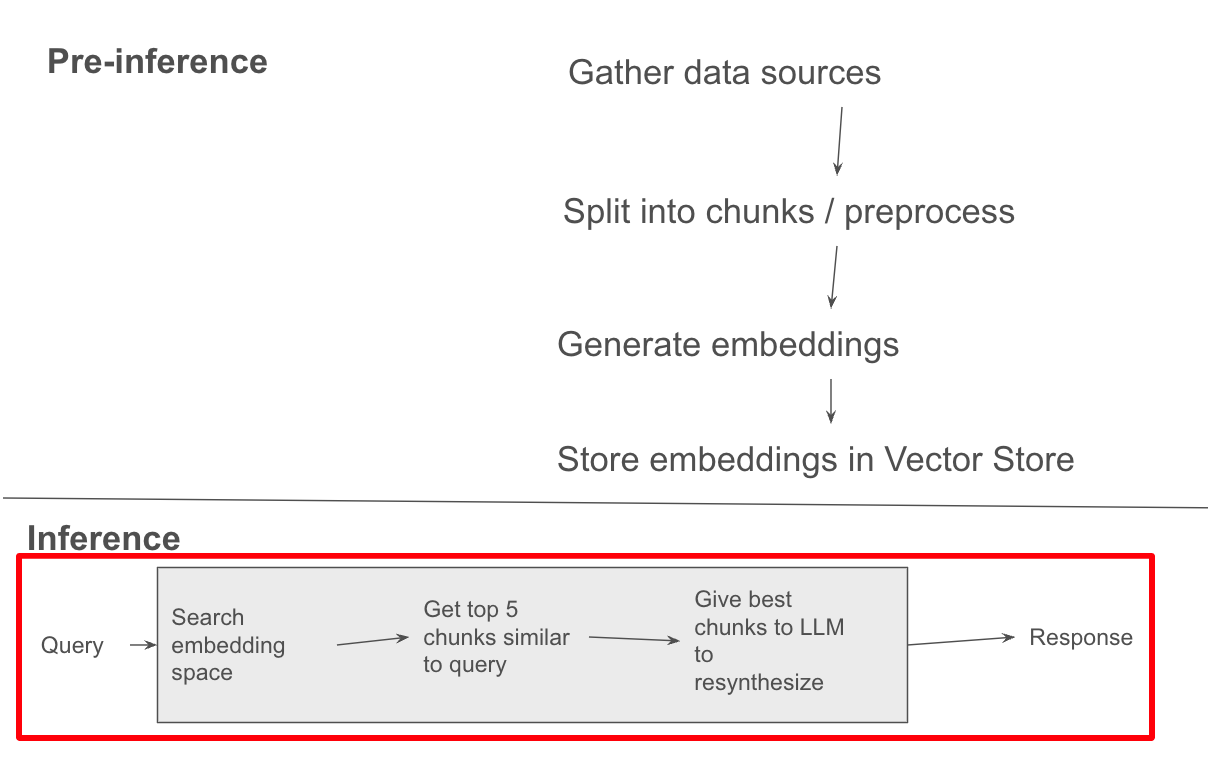 Pre-inference
Gather data sources
Split into chunks / preprocess
Generate embeddings
Store embeddings in Vector Store
Inference
Query
Search
embedding
space
Get top 5
chunks similar
to query
Give best
chunks to LLM
to
resynthesize
Response